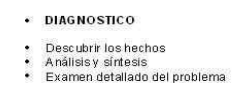 • DIAGNOSTICO
• Descubrir los hechos
• Análisis y síntesis
• Examen detallado del problema